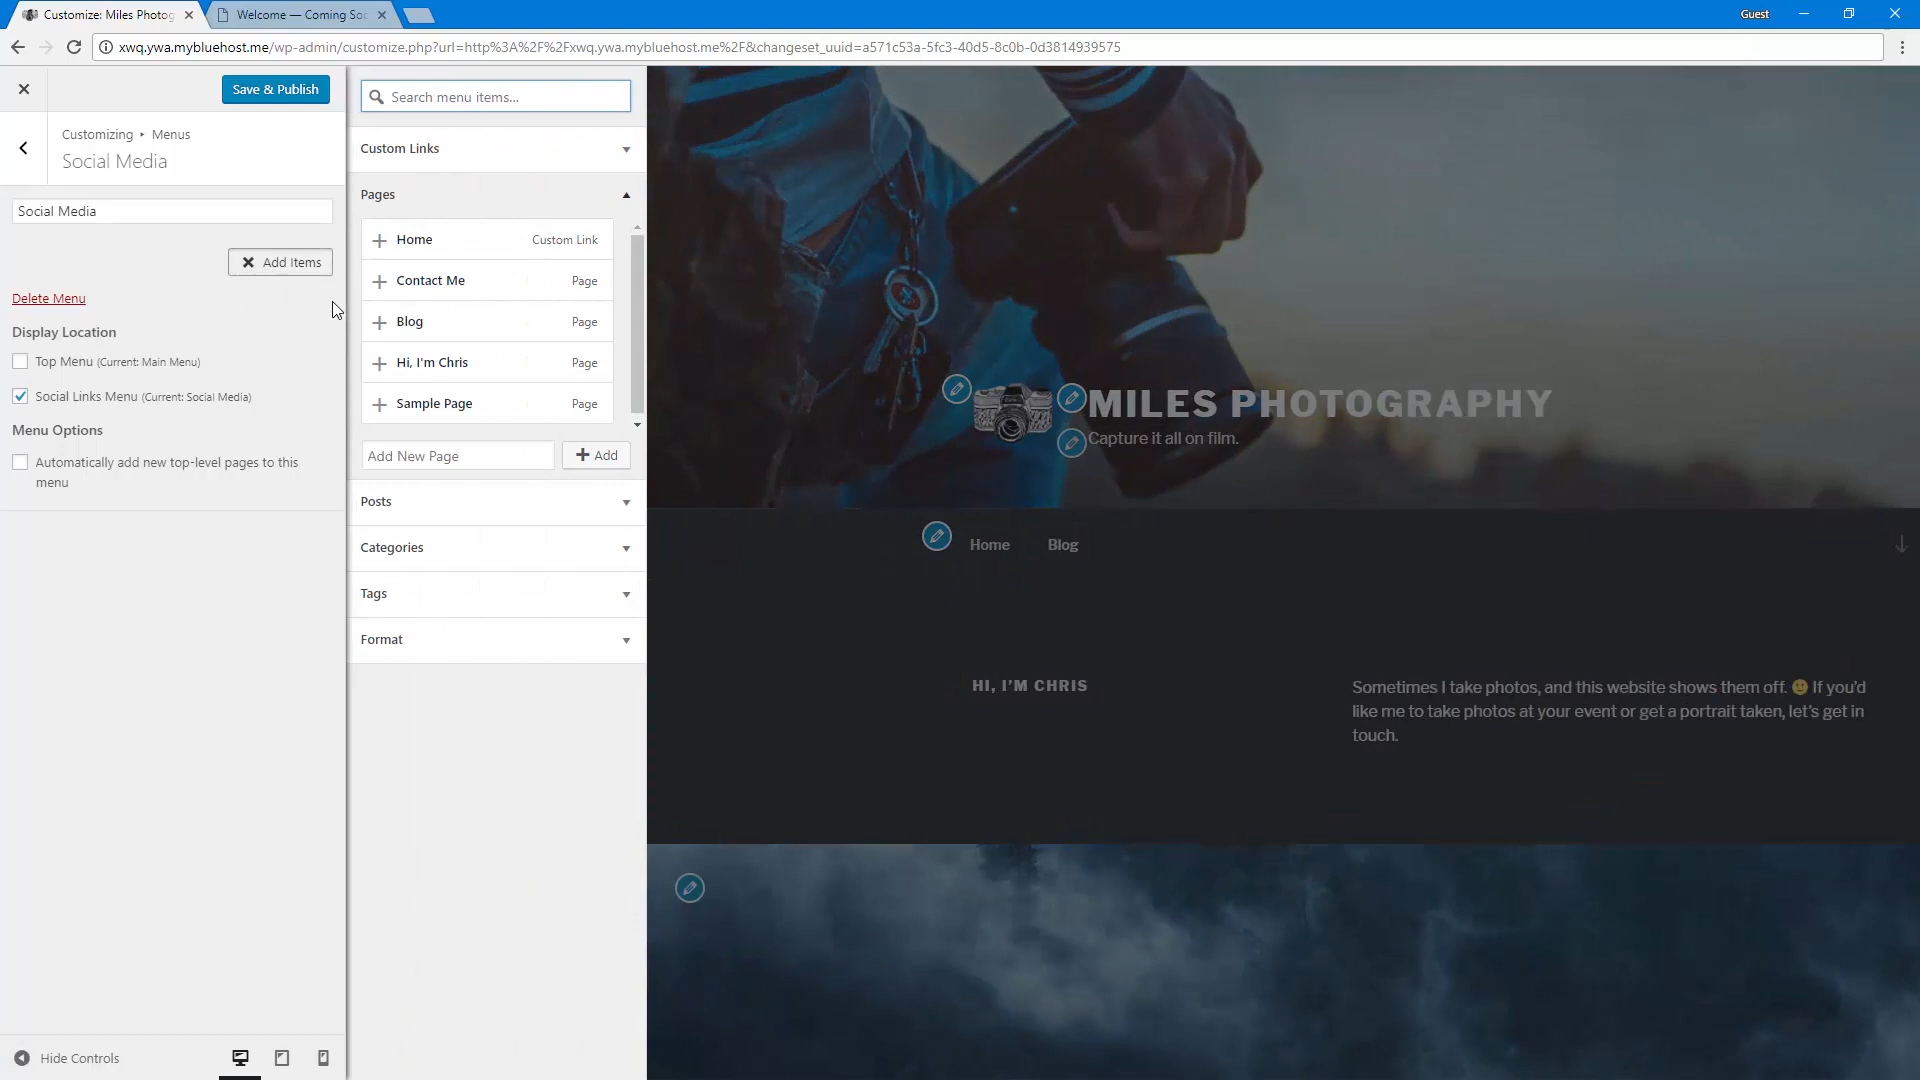 Customize: Miles Photog
Welcome — Coming Soo
Guest
xwq.ywa.mybluehost.me/wp-admin/customize.php?url=http%3A%2F%2Fxwq.ywa.mybluehost.me%2F&changeset_uuid=a571c53a-5fc3-40d5-8c0b-0d3814939575
Save & Publish
Customizing ▸ Menus
Social Media
Social Media
Add Items
Delete Menu
Display Location
Top Menu (Current: Main Menu)
Social Links Menu (Current: Social Media)
Menu Options
Automatically add new top-level pages to this
menu
Hide Controls
Search menu items...
Custom Links
Pages
Home Custom Link
Contact Me Page
Blog Page
Hi, I'm Chris Page
Sample Page Page
Add New Page
Add
Posts
Categories
Tags
Format
MILES PHOTOGRAPHY
Capture it all on film.
Home Blog
HI, I'M CHRIS
Sometimes I take photos, and this website shows them off. 🙂 If you'd
like me to take photos at your event or get a portrait taken, let's get in
touch.